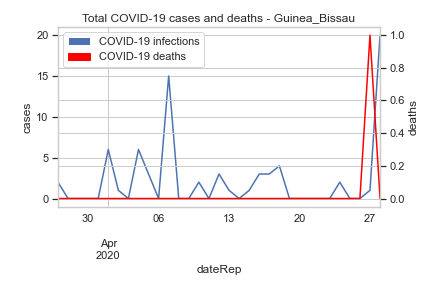 Total COVID-19 cases and deaths - Guinea_Bissau
COVID-19 infections
COVID-19 deaths
cases
20
15
10
5
0
deaths
1.0
0.8
0.6
0.4
0.2
0.0
30 06 13 20 27
Apr
2020
dateRep